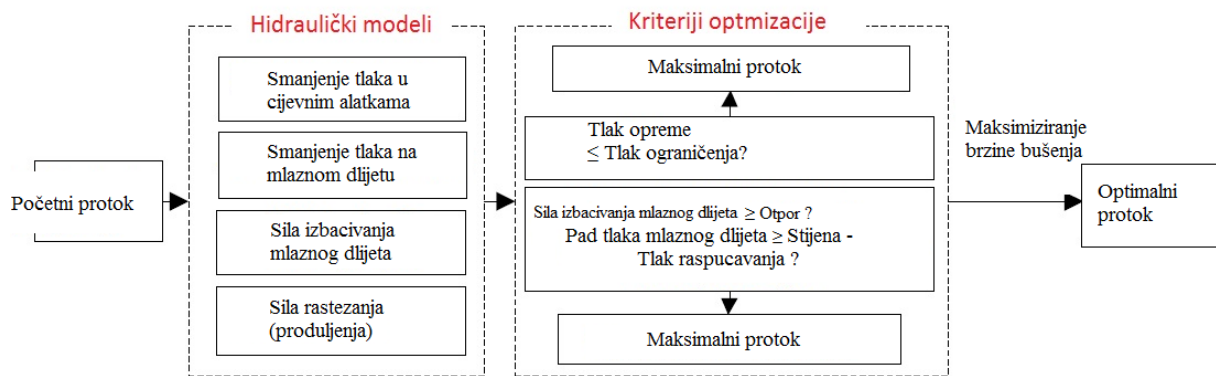 Hidraulički modeli
Kriteriji optmizacije
Početni protok
Smanjenje tlaka u
cijevnim alatkama
Smanjenje tlaka na
mlaznom dlijetu
Sila izbacivanja
mlaznog dlijeta
Sila rastezanja
(produljenja)
Maksimalni protok
Tlak opreme
≤ Tlak ograničenja?
Sila izbacivanja mlaznog dlijeta ≥ Otpor ?
Pad tlaka mlaznog dlijeta ≥ Stijena -
Tlak raspucavanja ?
Maksimalni protok
Maksimiziranje
brzine bušenja
Optimalni
protok